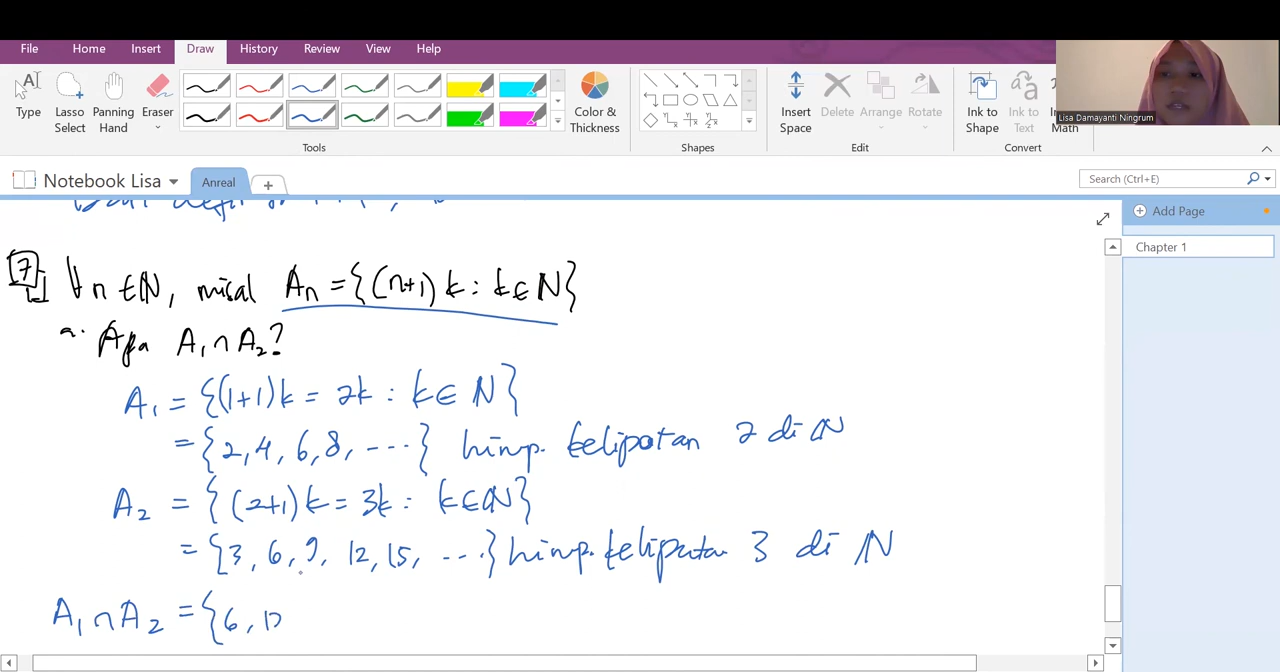 File Home Insert Draw History Review View Help
Type Lasso Select Panning Hand Eraser Color & Thickness Insert Space Delete Arrange Rotate Ink to Shape Ink to Text Math
Tools Shapes Edit Convert
Lisa Damayanti Ningrum
Notebook Lisa Anreal
Search (Ctrl+E)
Add Page
Chapter 1
7 ∀n∈ℕ, misal Aₙ = {(n+1)k : k∈ℕ}
a. Apa A₁∩A₂?
A₁ = {(1+1)k = 2k : k∈ℕ}
= {2, 4, 6, 8, ...} himp. kelipatan 2 di ℕ
A₂ = {(2+1)k = 3k : k∈ℕ}
= {3, 6, 9, 12, 15, ...} himp. kelipatan 3 di ℕ
A₁∩A₂ = {6, 12